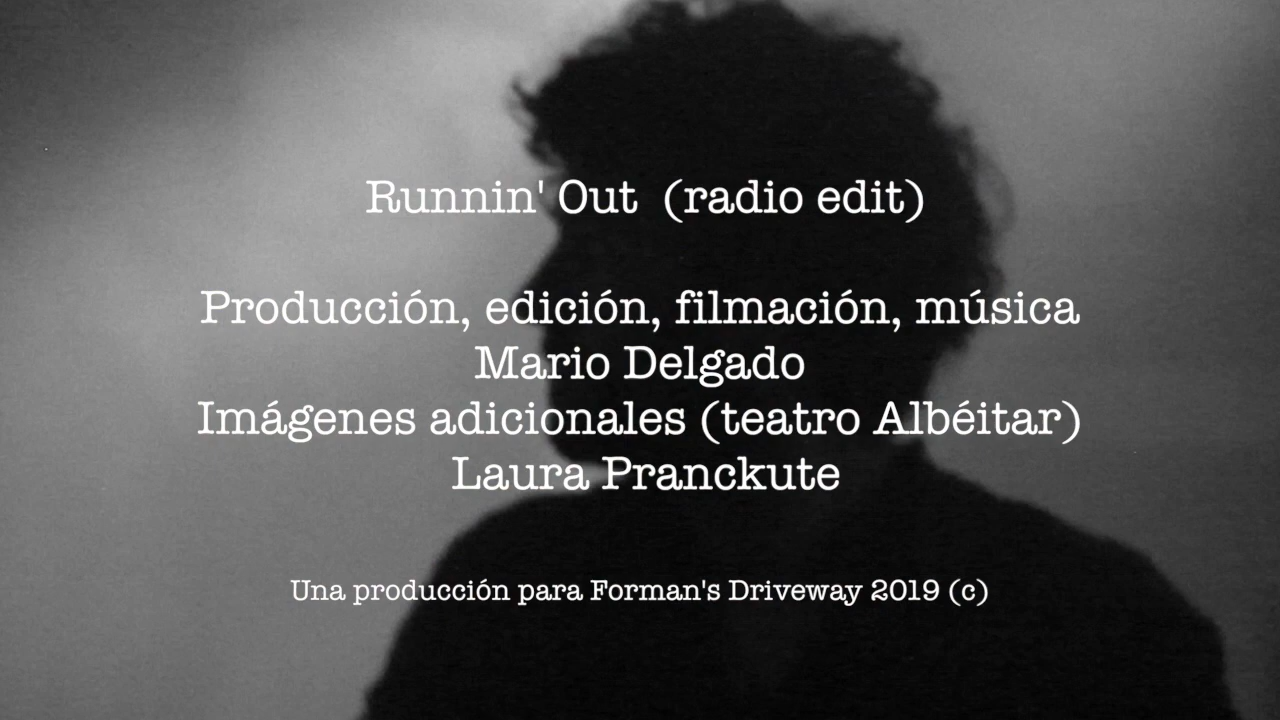 Runnin' Out (radio edit)
Producción, edición, filmación, música
Mario Delgado
Imágenes adicionales (teatro Albéitar)
Laura Pranckute
Una producción para Forman's Driveway 2019 (c)